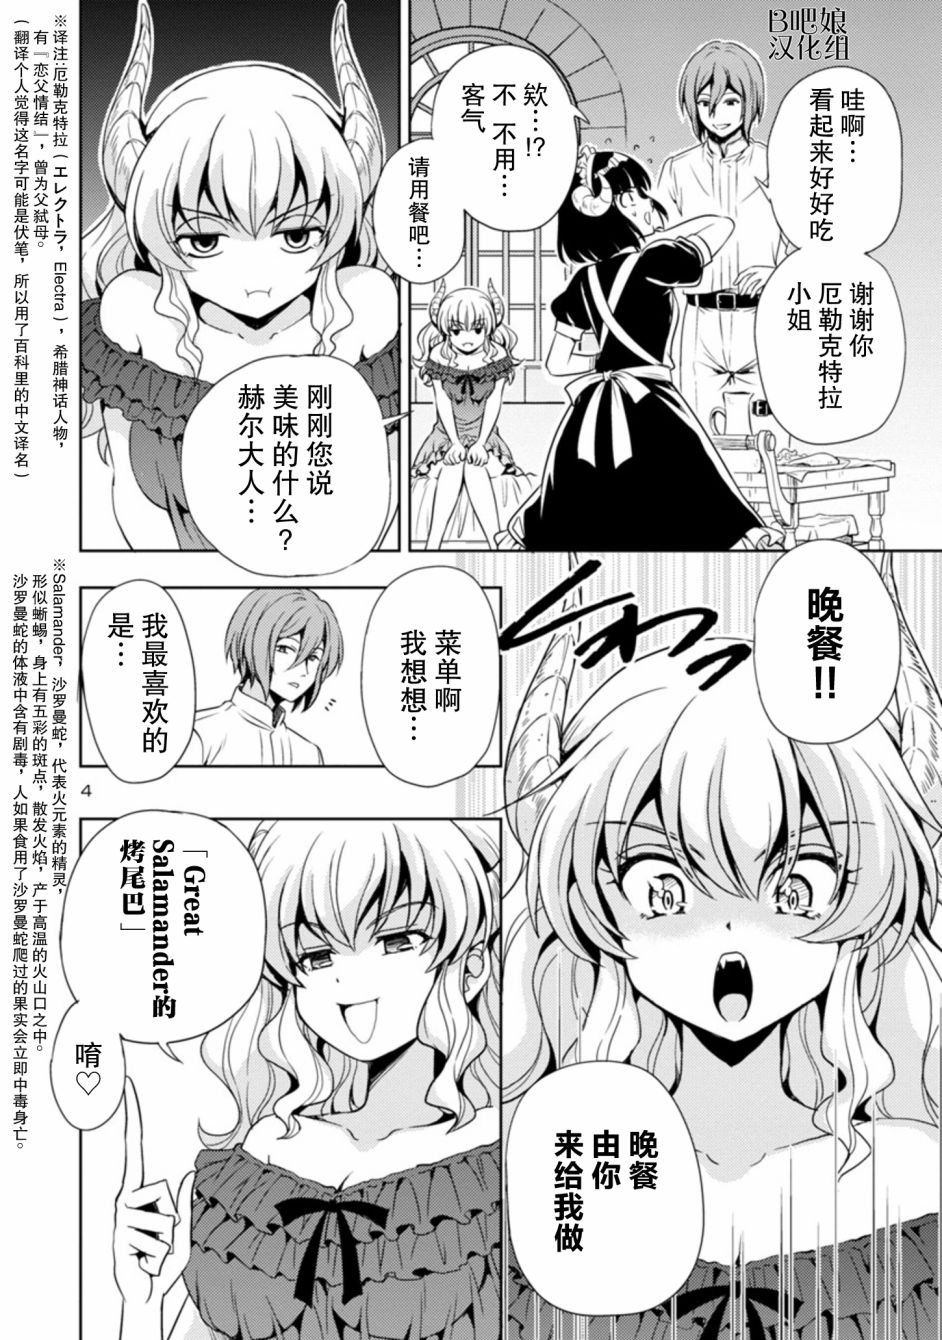 B吧娘
汉化组
哇啊…
看起来好好吃
谢谢你
厄勒克特拉
小姐
欸…!?
不 不用…
客气
请用餐吧…
刚刚您说
美味的什么?
赫尔大人…
※译注:厄勒克特拉(エレクトラ,Electra),希腊神话人物,
有『恋父情结』,曾为父弑母。
(翻译个人觉得这名字可能是伏笔,所以用了百科里的中文译名)
晚餐!!
晚餐
由你
来给我做
菜单啊
我想想…
我最喜欢的
是…
4
「Great
Salamander的
烤尾巴」
唷♡
※Salamander,沙罗曼蛇,代表火元素的精灵,
形似蜥蜴,身上有五彩的斑点,散发火焰,产于高温的火山口之中。
沙罗曼蛇的体液中含有剧毒,人如果食用了沙罗曼蛇爬过的果实会立即中毒身亡。